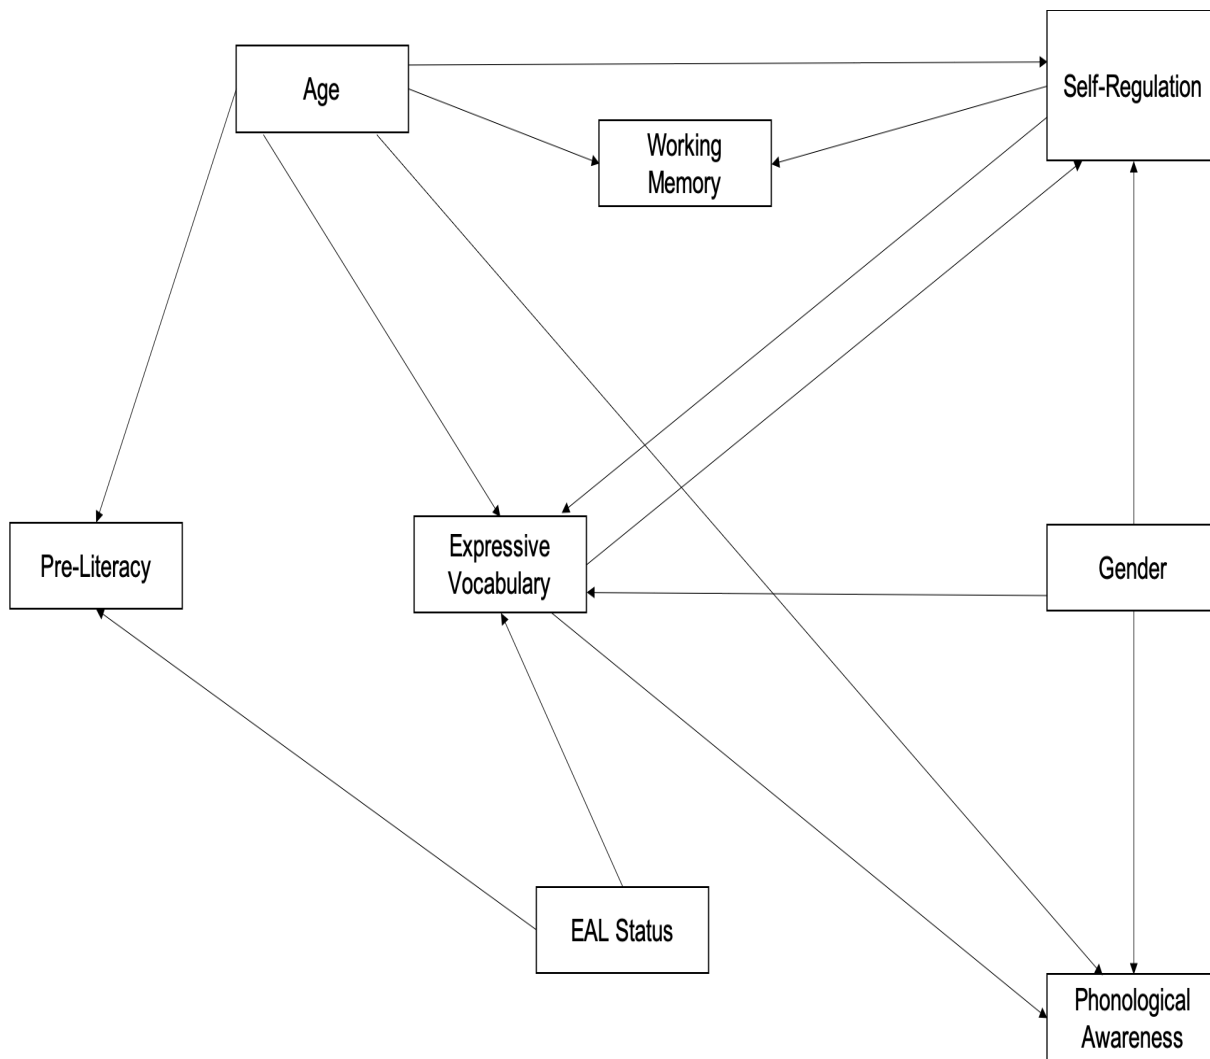 Age
Self-Regulation
Working
Memory
Pre-Literacy
Expressive
Vocabulary
Gender
EAL Status
Phonological
Awareness